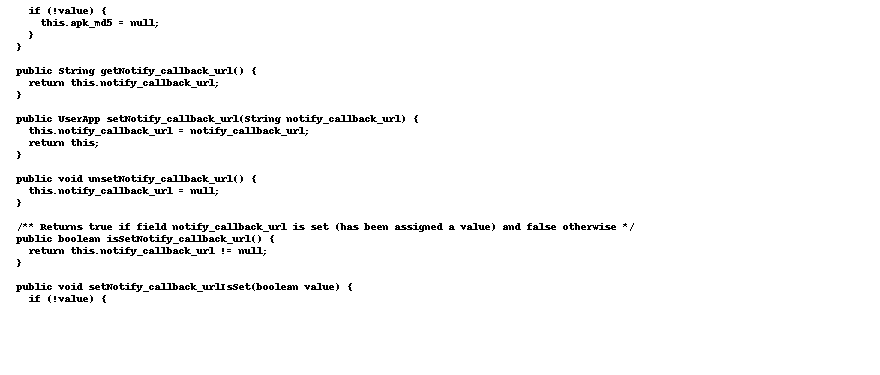 if (!value) {
      this.apk_md5 = null;
    }
  }

  public String getNotify_callback_url() {
    return this.notify_callback_url;
  }

  public UserApp setNotify_callback_url(String notify_callback_url) {
    this.notify_callback_url = notify_callback_url;
    return this;
  }

  public void unsetNotify_callback_url() {
    this.notify_callback_url = null;
  }

  /** Returns true if field notify_callback_url is set (has been assigned a value) and false otherwise */
  public boolean isSetNotify_callback_url() {
    return this.notify_callback_url != null;
  }

  public void setNotify_callback_urlIsSet(boolean value) {
    if (!value) {